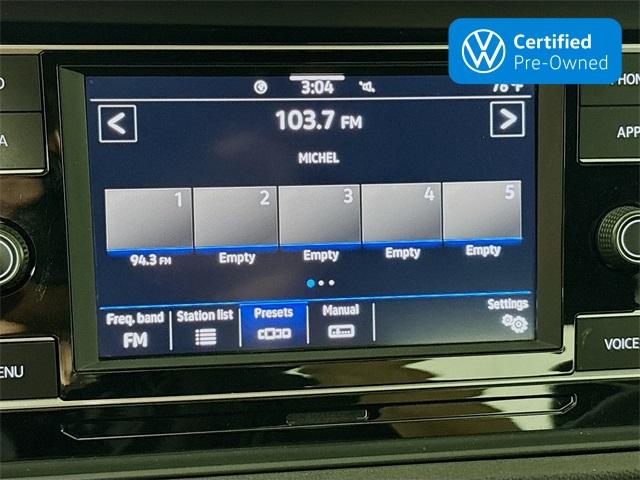 Certified
Pre-Owned
3:04
103.7 FM
MICHEL
1 2 3 4 5
94.3 FM Empty Empty Empty Empty
Freq. band Station list Presets Manual Settings
FM
APP
VOICE
ENU